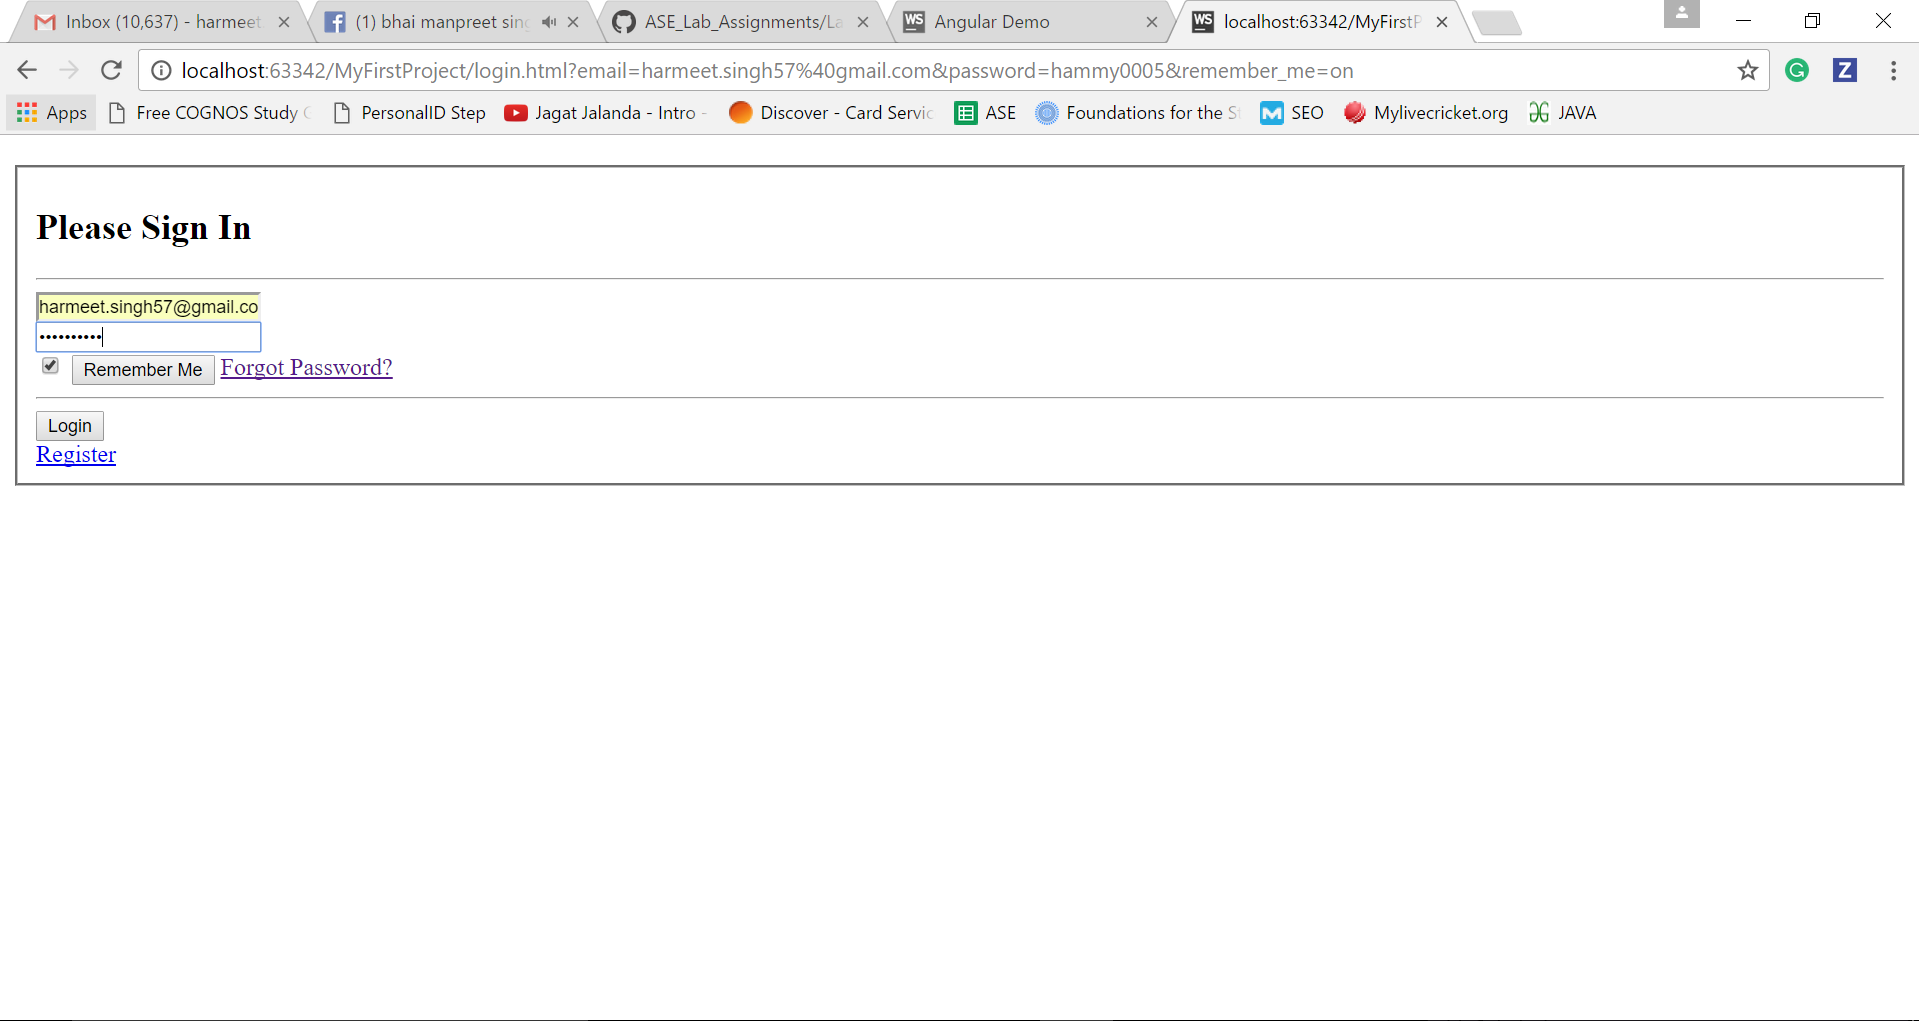 Inbox (10,637) - harmeet
(1) bhai manpreet sin
ASE_Lab_Assignments/La
WS Angular Demo
WS localhost:63342/MyFirstP
localhost:63342/MyFirstProject/login.html?email=harmeet.singh57%40gmail.com&password=hammy0005&remember_me=on
Apps Free COGNOS Study PersonalID Step Jagat Jalanda - Intro - Discover - Card Servic ASE Foundations for the S SEO Mylivecricket.org JAVA
Please Sign In
harmeet.singh57@gmail.co
••••••••••
Remember Me Forgot Password?
Login
Register